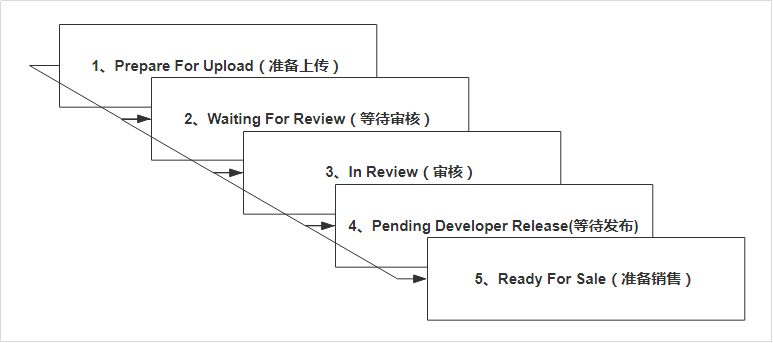 1、Prepare For Upload（准备上传）
2、Waiting For Review（等待审核）
3、In Review（审核）
4、Pending Developer Release(等待发布)
5、Ready For Sale（准备销售）